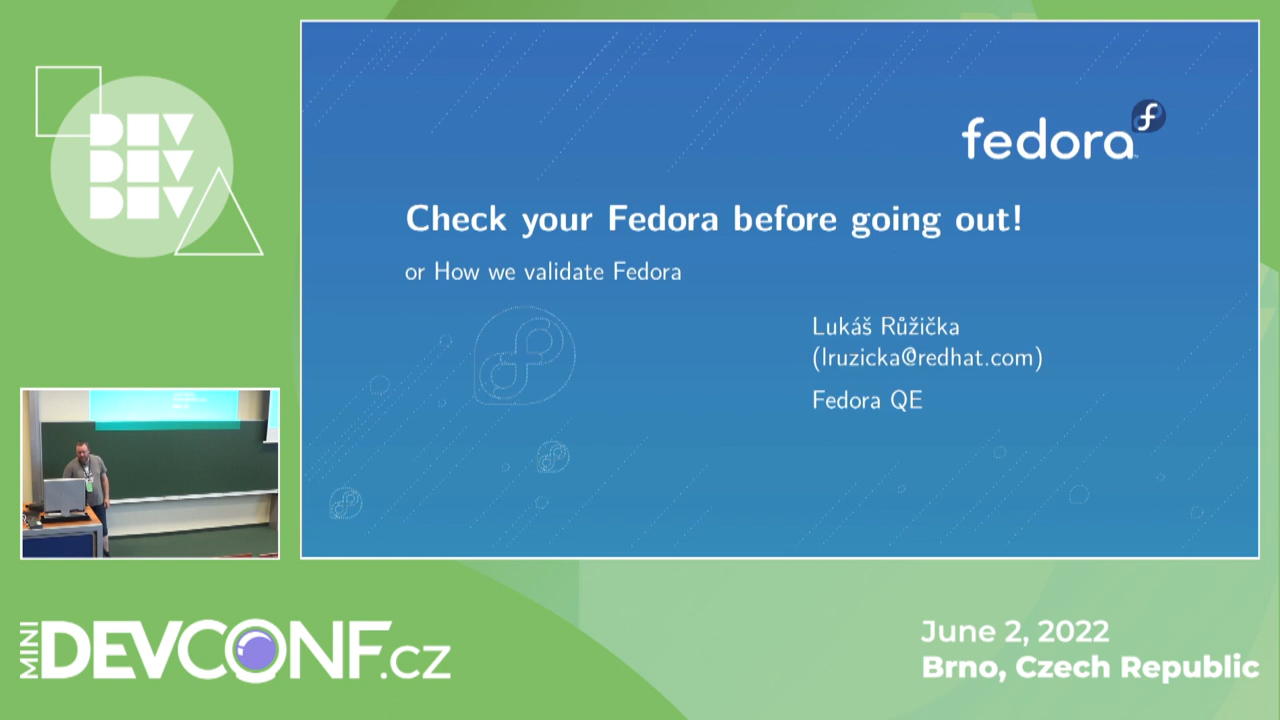 DEV
DEV
DEV
fedora
Check your Fedora before going out!
or How we validate Fedora
Lukáš Růžička
(lruzicka@redhat.com)
Fedora QE
MINI
DEVCONF.CZ
June 2, 2022
Brno, Czech Republic